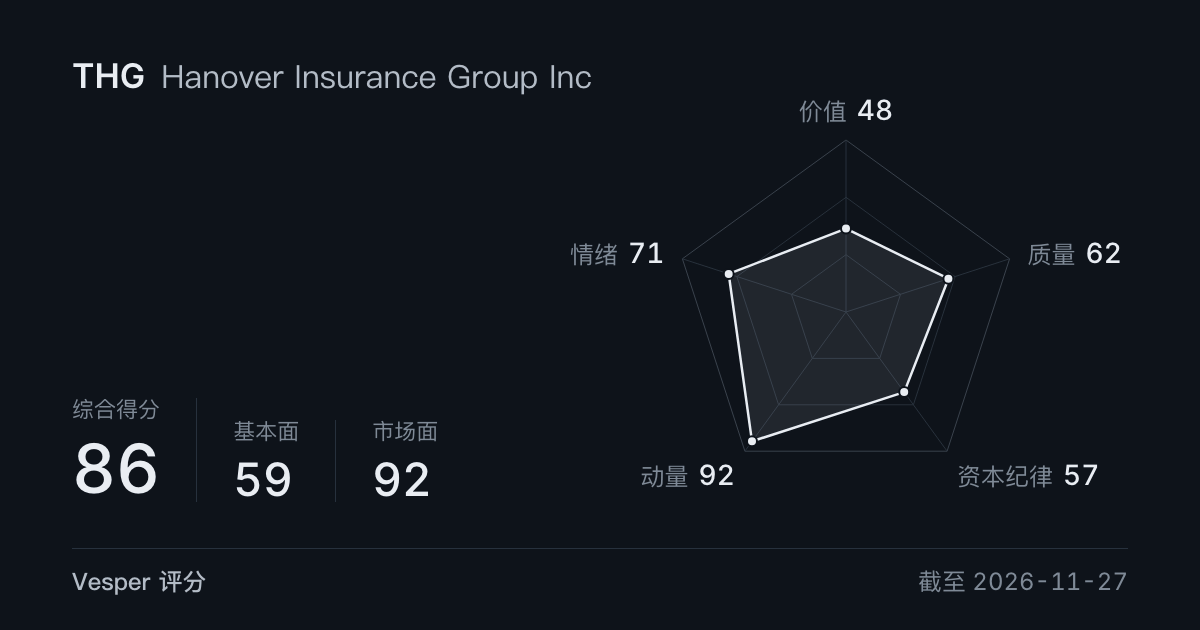 THG Hanover Insurance Group Inc
价值 48
情绪 71
质量 62
动量 92
资本纪律 57
综合得分
86
基本面
59
市场面
92
Vesper 评分
截至 2026-11-27